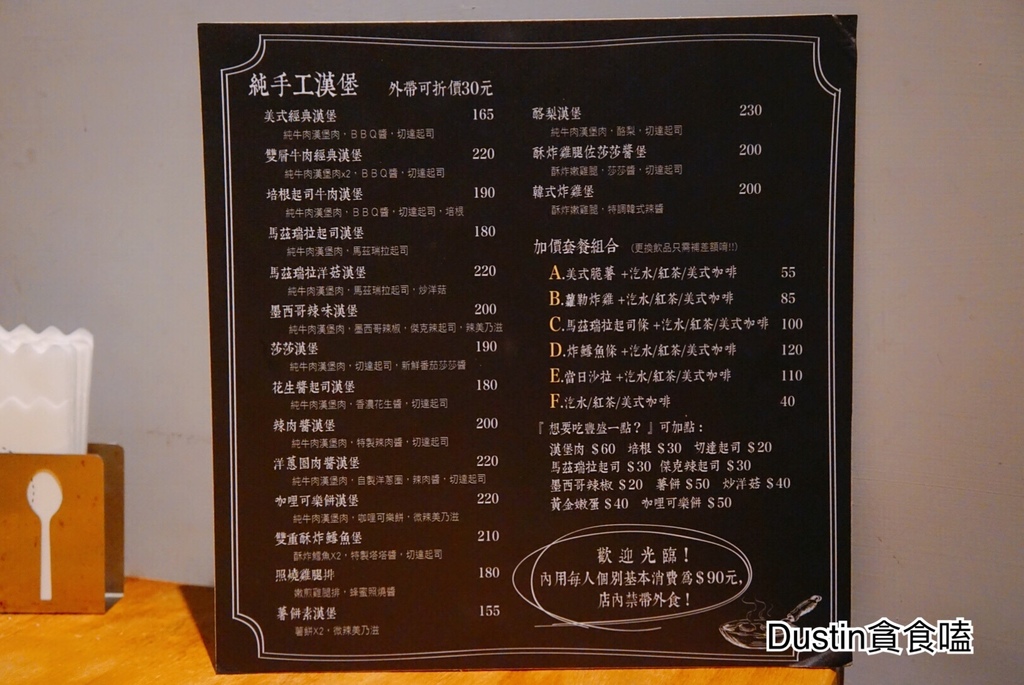 純手工漢堡 外帶可折價30元
美式經典漢堡 165
純牛肉漢堡肉，BBQ醬，切達起司
雙層牛肉經典漢堡 220
純牛肉漢堡肉x2，BBQ醬，切達起司
培根起司牛肉漢堡 190
純牛肉漢堡肉，BBQ醬，切達起司，培根
馬茲瑞拉起司漢堡 180
純牛肉漢堡肉，馬茲瑞拉起司
馬茲瑞拉洋菇漢堡 220
純牛肉漢堡肉，馬茲瑞拉起司，炒洋菇
墨西哥辣味漢堡 200
純牛肉漢堡肉，墨西哥辣椒，傑克辣起司，辣美乃滋
莎莎漢堡 190
純牛肉漢堡肉，切達起司，新鮮番茄莎莎醬
花生醬起司漢堡 180
純牛肉漢堡肉，香濃花生醬，切達起司
辣肉醬漢堡 200
純牛肉漢堡肉，特製辣肉醬，切達起司
洋蔥圈肉醬漢堡 220
純牛肉漢堡肉，自製洋蔥圈，辣肉醬，切達起司
咖哩可樂餅漢堡 220
純牛肉漢堡肉，咖哩可樂餅，微辣美乃滋
雙重酥炸鱈魚堡 210
酥炸鱈魚X2，特製塔塔醬，切達起司
照燒雞腿排 180
嫩煎雞腿排，蜂蜜照燒醬
薯餅素漢堡 155
薯餅X2，微辣美乃滋
酪梨漢堡 230
純牛肉漢堡肉，酪梨，切達起司
酥炸雞腿佐莎莎醬堡 200
酥炸嫩雞腿，莎莎醬，切達起司
韓式炸雞堡 200
酥炸嫩雞腿，特調韓式辣醬
加價套餐組合 (更換飲品只需補差額唷!!)
A.美式脆薯+汽水/紅茶/美式咖啡 55
B.蘿勒炸雞+汽水/紅茶/美式咖啡 85
C.馬茲瑞拉起司條+汽水/紅茶/美式咖啡 100
D.炸鱈魚條+汽水/紅茶/美式咖啡 120
E.當日沙拉+汽水/紅茶/美式咖啡 110
F.汽水/紅茶/美式咖啡 40
『想要吃豐盛一點？』可加點：
漢堡肉＄60 培根＄30 切達起司＄20
馬茲瑞拉起司＄30 傑克辣起司＄30
墨西哥辣椒＄20 薯餅＄50 炒洋菇＄40
黃金嫩蛋＄40 咖哩可樂餅＄50
歡迎光臨！
內用每人個別基本消費為＄90元，
店內禁帶外食！
Dustin貪食嗑